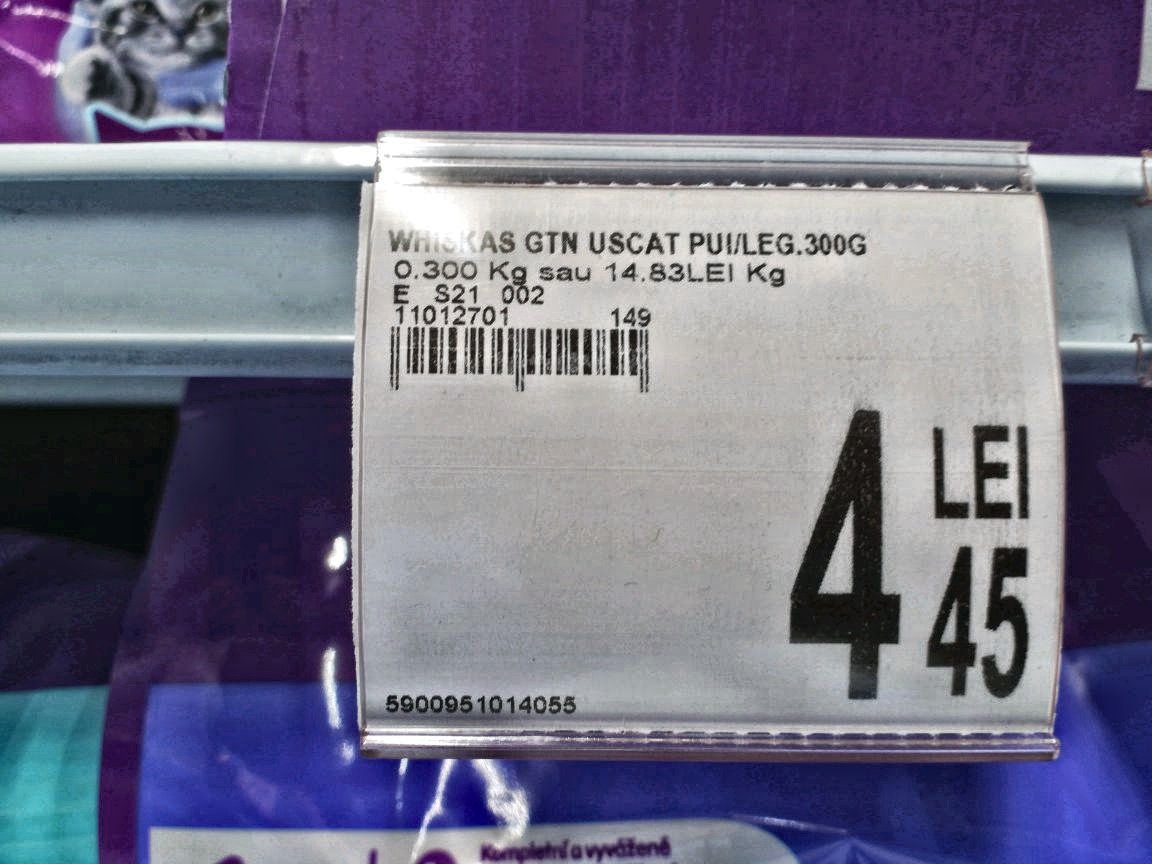 WHISKAS GTN USCAT PUI/LEG.300G
0.300 Kg sau 14.83LEI Kg
E S21 002
11012701 149
4 LEI
45
5900951014055
Kompletní a vyvážené